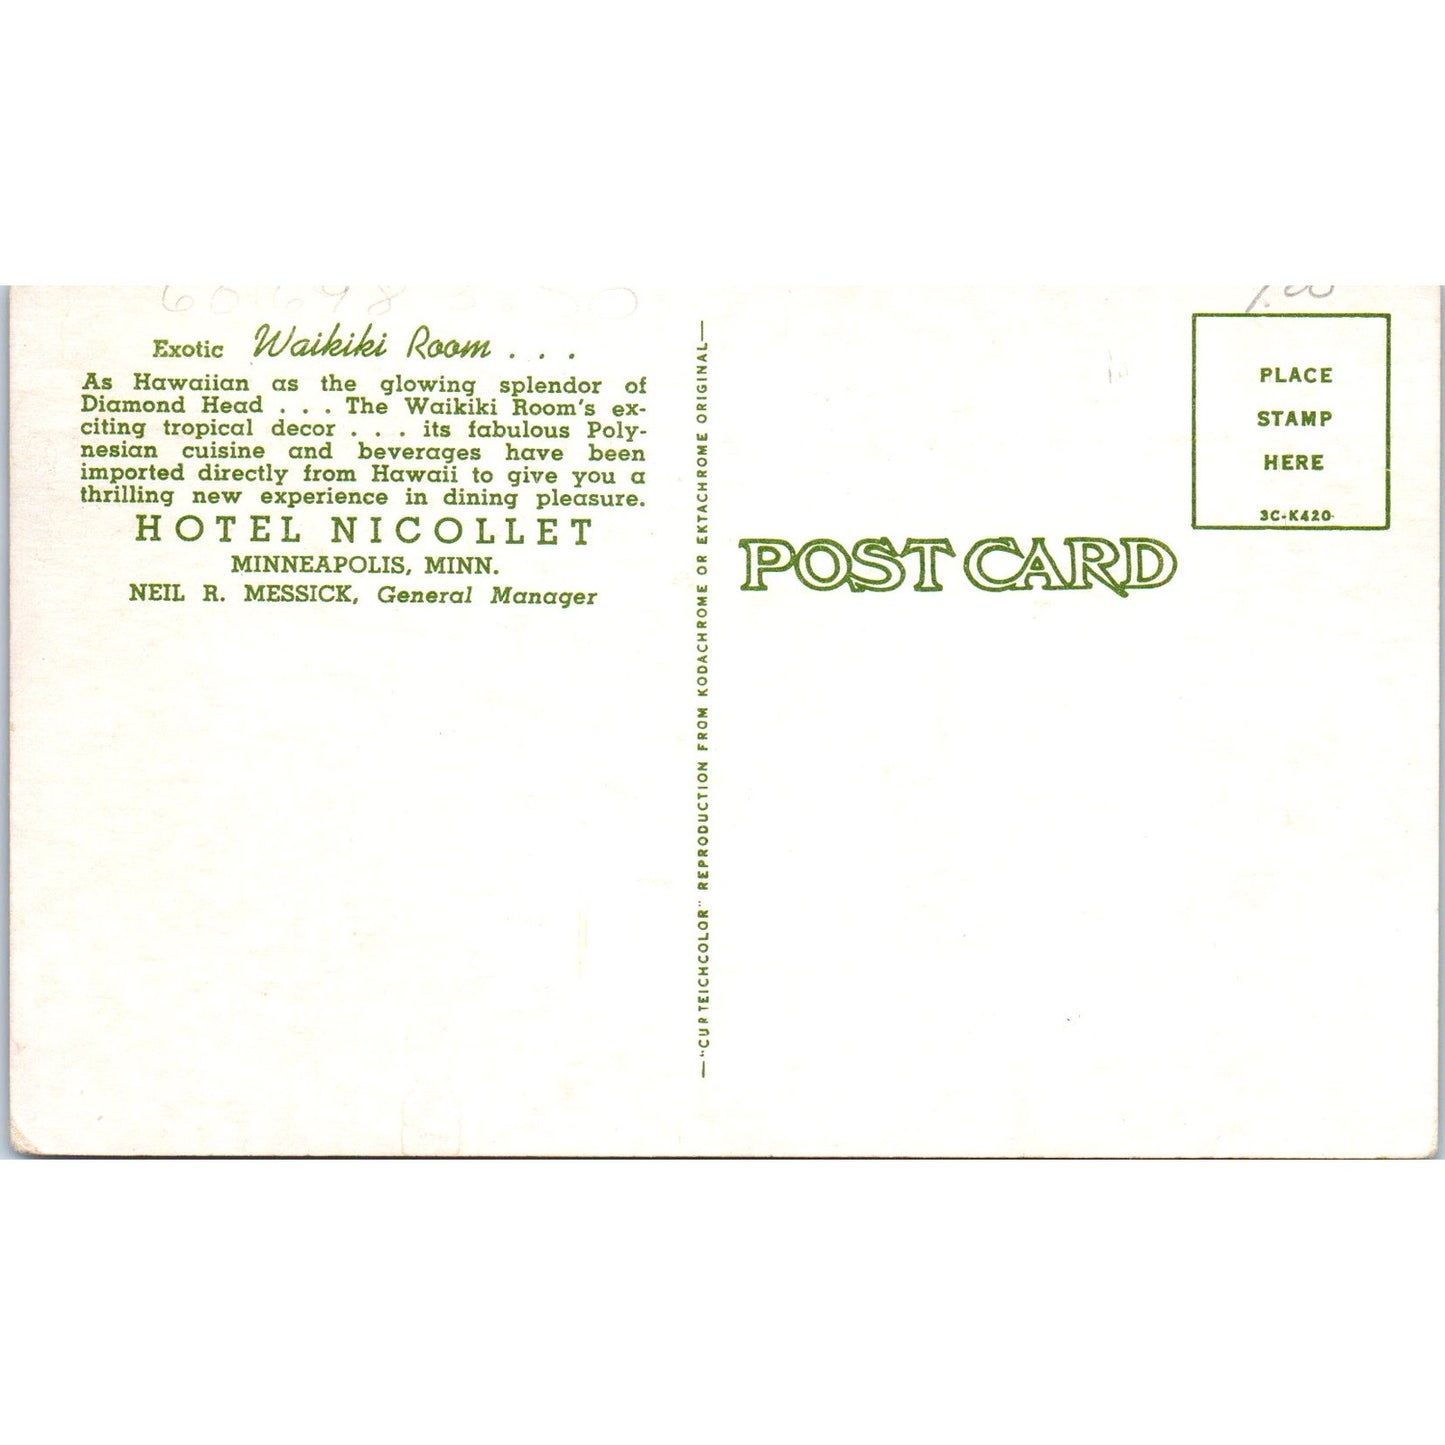 Exotic Waikiki Room . . .
As Hawaiian as the glowing splendor of
Diamond Head . . . The Waikiki Room's ex-
citing tropical decor . . . its fabulous Poly-
nesian cuisine and beverages have been
imported directly from Hawaii to give you a
thrilling new experience in dining pleasure.
HOTEL NICOLLET
MINNEAPOLIS, MINN.
NEIL R. MESSICK, General Manager
—"CURTEICHCOLOR" REPRODUCTION FROM KODACHROME OR EKTACHROME ORIGINAL—
POST CARD
PLACE
STAMP
HERE
3C-K420